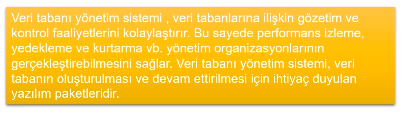 Veri tabanı yönetim sistemi , veri tabanlarına ilişkin gözetim ve
kontrol faaliyetlerini kolaylaştırır. Bu sayede performans izleme,
yedekleme ve kurtarma vb. yönetim organizasyonlarının
gerçekleştirebilmesini sağlar. Veri tabanı yönetim sistemi, veri
tabanın oluşturulması ve devam ettirilmesi için ihtiyaç duyulan
yazılım paketleridir.